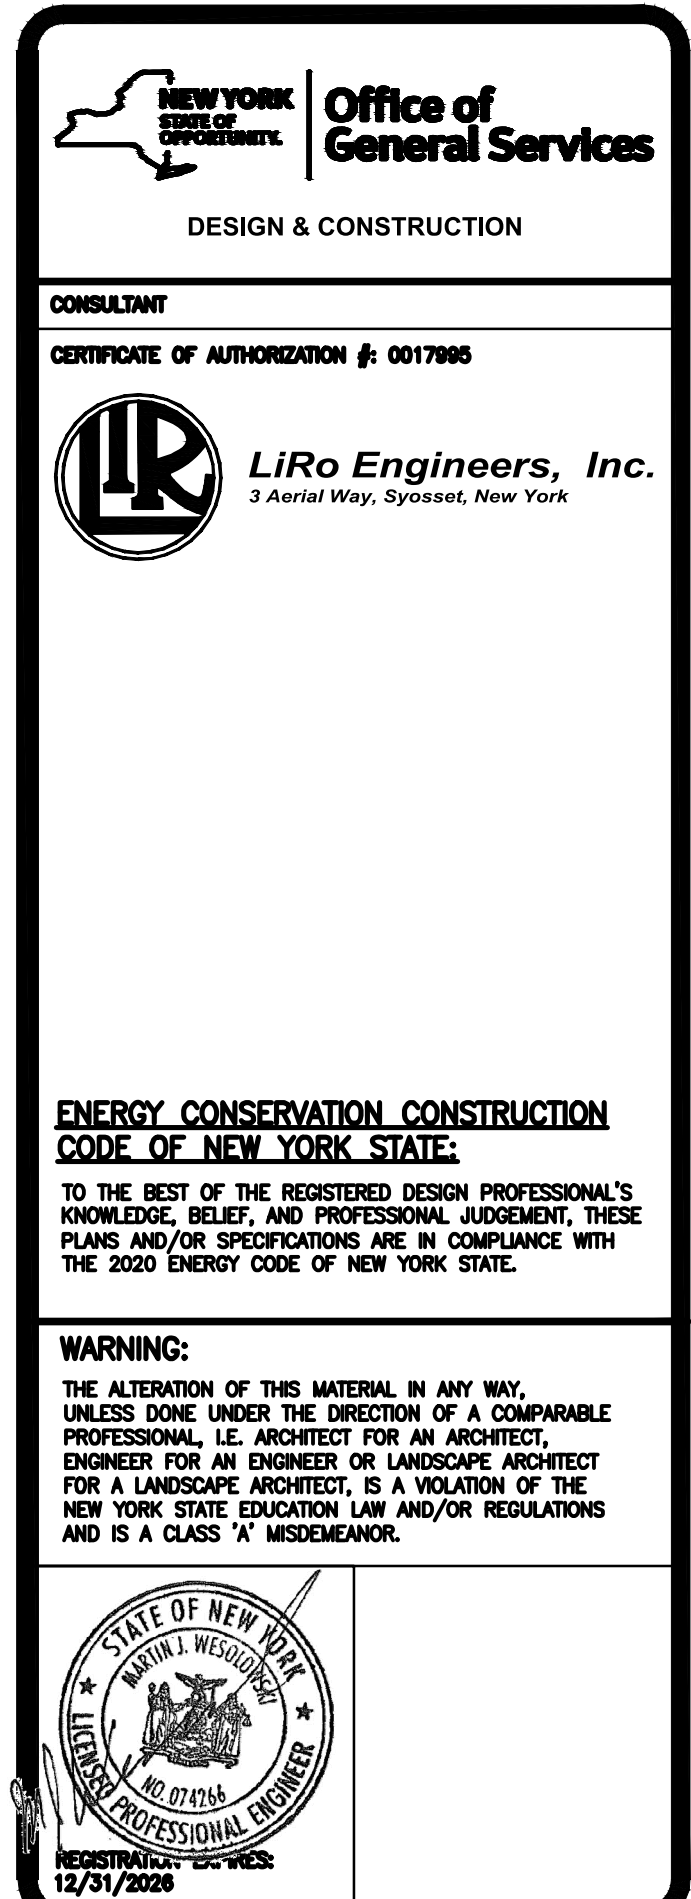 NEW YORK
STATE OF
OPPORTUNITY.
Office of
General Services
DESIGN & CONSTRUCTION
CONSULTANT
CERTIFICATE OF AUTHORIZATION #: 0017995
LIR
LiRo Engineers, Inc.
3 Aerial Way, Syosset, New York
ENERGY CONSERVATION CONSTRUCTION
CODE OF NEW YORK STATE:
TO THE BEST OF THE REGISTERED DESIGN PROFESSIONAL'S
KNOWLEDGE, BELIEF, AND PROFESSIONAL JUDGEMENT, THESE
PLANS AND/OR SPECIFICATIONS ARE IN COMPLIANCE WITH
THE 2020 ENERGY CODE OF NEW YORK STATE.
WARNING:
THE ALTERATION OF THIS MATERIAL IN ANY WAY,
UNLESS DONE UNDER THE DIRECTION OF A COMPARABLE
PROFESSIONAL, I.E. ARCHITECT FOR AN ARCHITECT,
ENGINEER FOR AN ENGINEER OR LANDSCAPE ARCHITECT
FOR A LANDSCAPE ARCHITECT, IS A VIOLATION OF THE
NEW YORK STATE EDUCATION LAW AND/OR REGULATIONS
AND IS A CLASS 'A' MISDEMEANOR.
STATE OF NEW YORK
MARTIN J. WESOLOWSKI
NO. 074266
LICENSED PROFESSIONAL ENGINEER
REGISTRATION EXPIRES:
12/31/2026